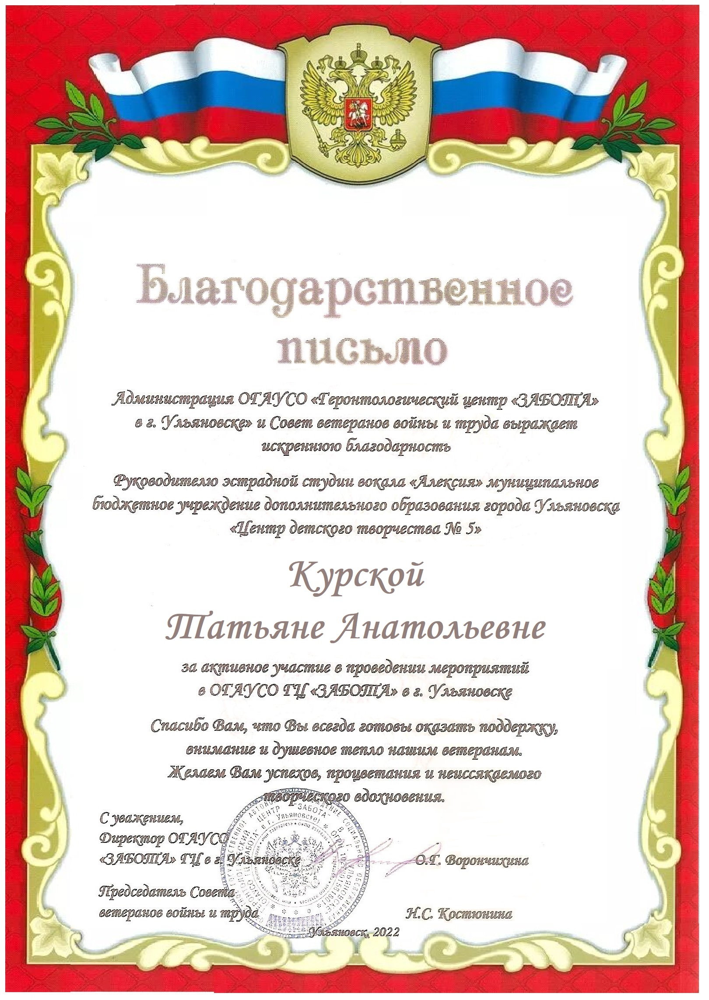 Благодарственное
письмо
Администрация ОГАУСО «Геронтологический центр «ЗАБОТА»
в г. Ульяновске» и Совет ветеранов войны и труда выражает
искреннюю благодарность
Руководителю эстрадной студии вокала «Алексия» муниципальное
бюджетное учреждение дополнительного образования города Ульяновска
«Центр детского творчества № 5»
Курской
Татьяне Анатольевне
за активное участие в проведении мероприятий
в ОГАУСО ГЦ «ЗАБОТА» в г. Ульяновске
Спасибо Вам, что Вы всегда готовы оказать поддержку,
внимание и душевное тепло нашим ветеранам.
Желаем Вам успехов, процветания и неиссякаемого
творческого вдохновения.
С уважением,
Директор ОГАУСО
«ЗАБОТА» ГЦ в г. Ульяновске О.Г. Ворончихина
Председатель Совета
ветеранов войны и труда Н.С. Костюнина
Ульяновск, 2022
ЦЕНТР "ЗАБОТА" В
"ЗАБОТА" в г. Ульяновске)